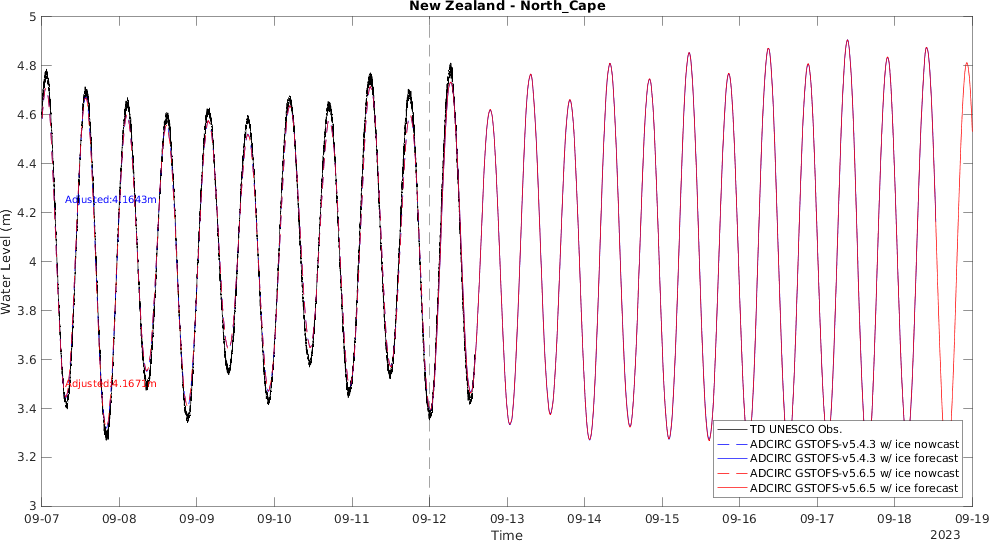 New Zealand - North_Cape
5
4.8
4.6
4.4
4.2
4
3.8
3.6
3.4
3.2
3
Water Level (m)
Adjusted:4.1643m
Adjusted:4.1671m
TD UNESCO Obs.
ADCIRC GSTOFS-v5.4.3 w/ ice nowcast
ADCIRC GSTOFS-v5.4.3 w/ ice forecast
ADCIRC GSTOFS-v5.6.5 w/ ice nowcast
ADCIRC GSTOFS-v5.6.5 w/ ice forecast
09-07 09-08 09-09 09-10 09-11 09-12 09-13 09-14 09-15 09-16 09-17 09-18 09-19
Time
2023